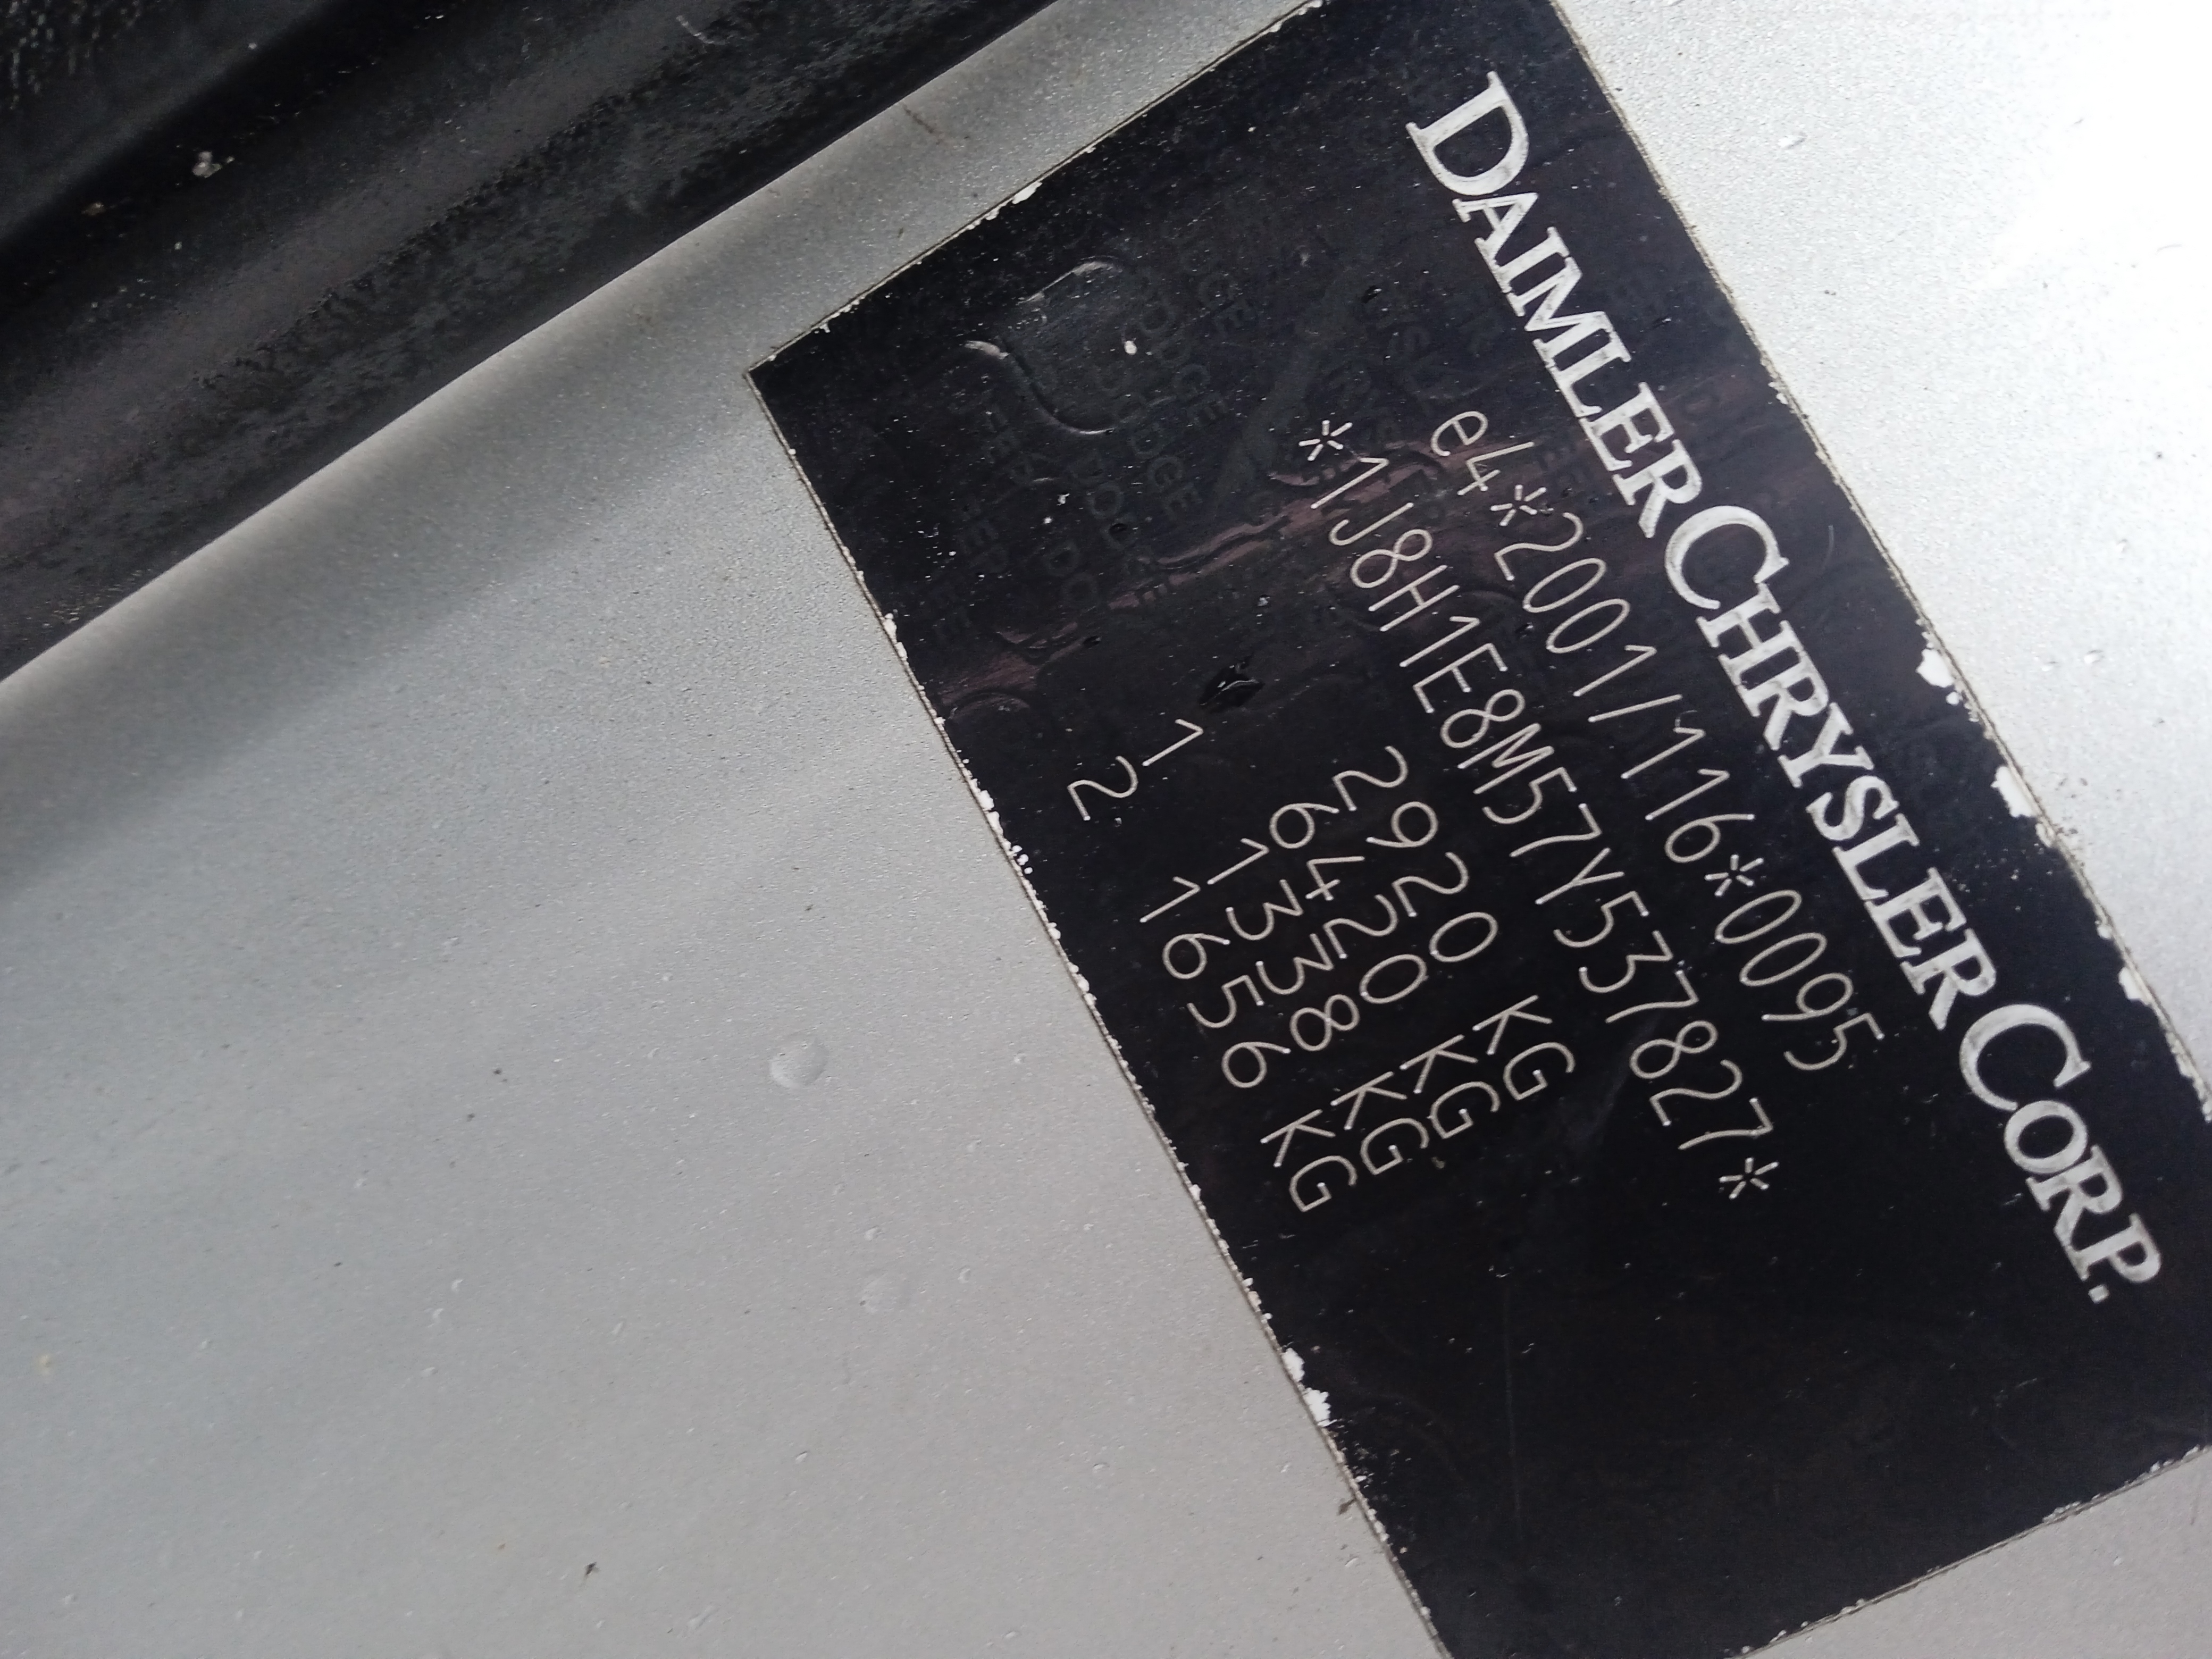 DAIMLERCHRYSLER CORP.
e4*2001/116*0095
*1J8H1E8M57Y537827*
2920 KG
6420 KG
1 1338 KG
2 1656 KG